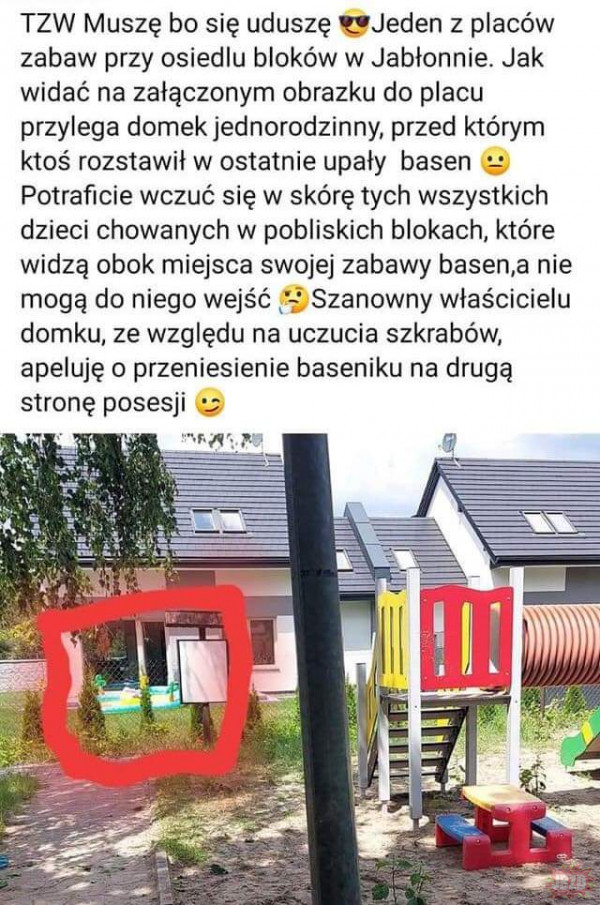 TZW Muszę bo się uduszę 😎Jeden z placów
zabaw przy osiedlu bloków w Jabłonnie. Jak
widać na załączonym obrazku do placu
przylega domek jednorodzinny, przed którym
ktoś rozstawił w ostatnie upały  basen 😐
Potraficie wczuć się w skórę tych wszystkich
dzieci chowanych w pobliskich blokach, które
widzą obok miejsca swojej zabawy basen,a nie
mogą do niego wejść 🤔Szanowny właścicielu
domku, ze względu na uczucia szkrabów,
apeluję o przeniesienie baseniku na drugą
stronę posesji 😉